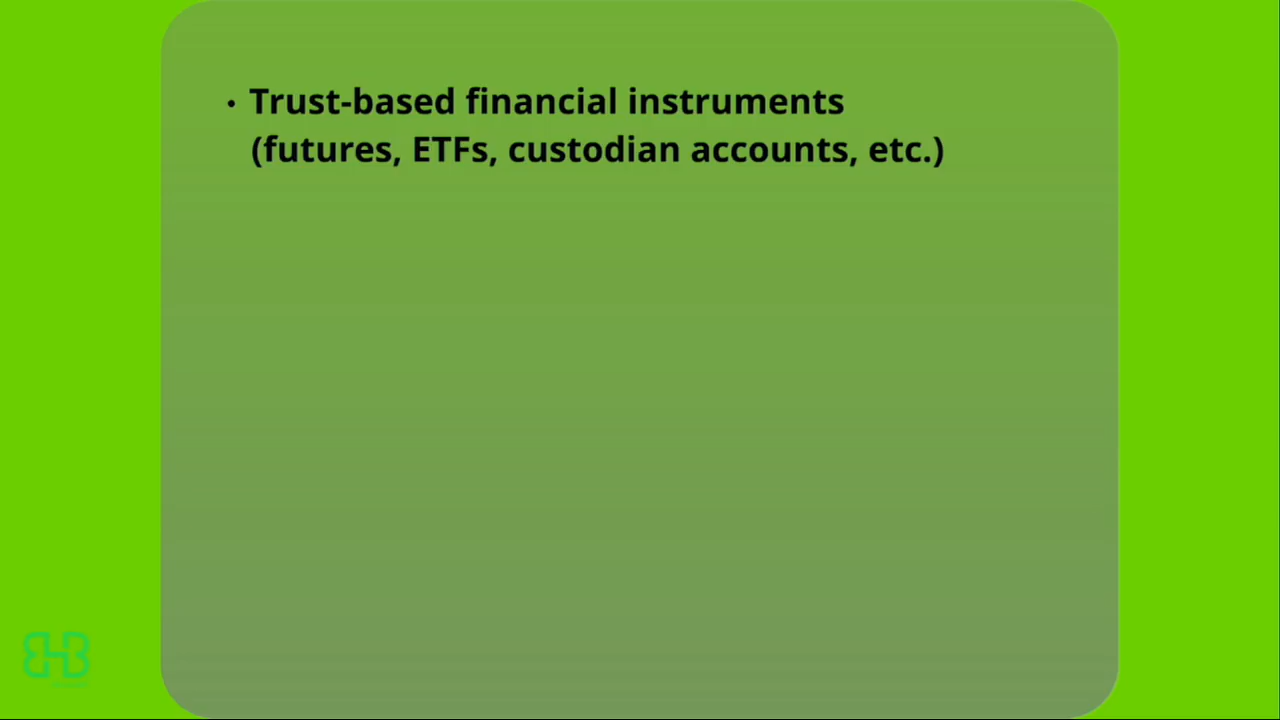 · Trust-based financial instruments
(futures, ETFs, custodian accounts, etc.)